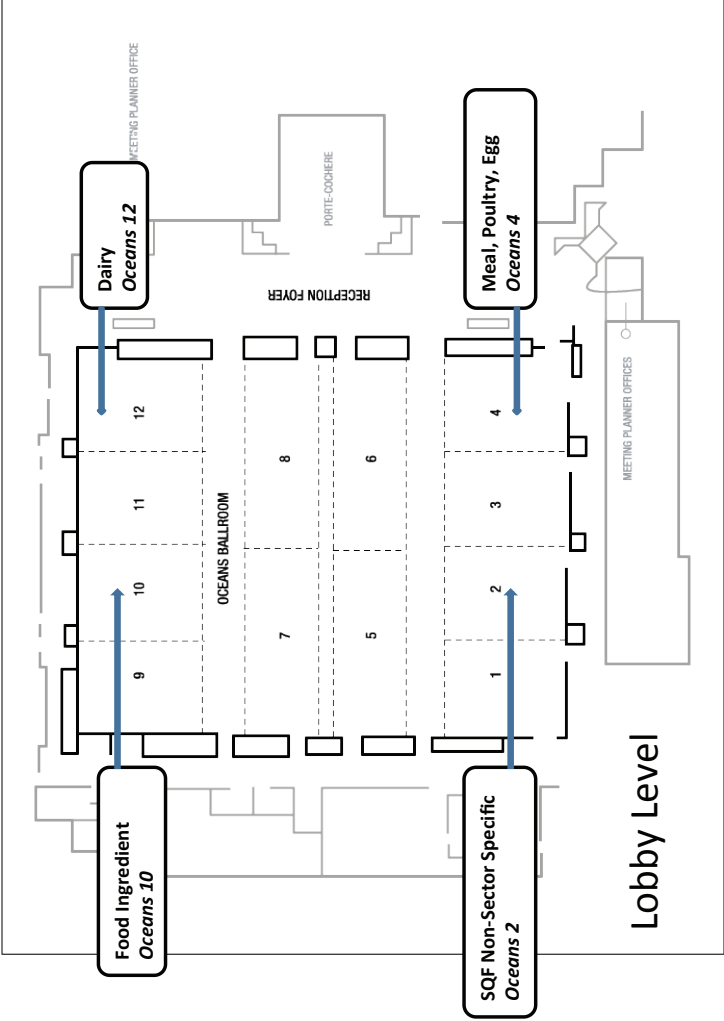 MEETING PLANNER OFFICE
Dairy
Oceans 12
PORTE-COCHERE
Meal, Poultry, Egg
Oceans 4
RECEPTION FOYER
12
11
10
9
OCEANS BALLROOM
8
7
6
5
4
3
2
1
MEETING PLANNER OFFICES
Food Ingredient
Oceans 10
SQF Non-Sector Specific
Oceans 2
Lobby Level